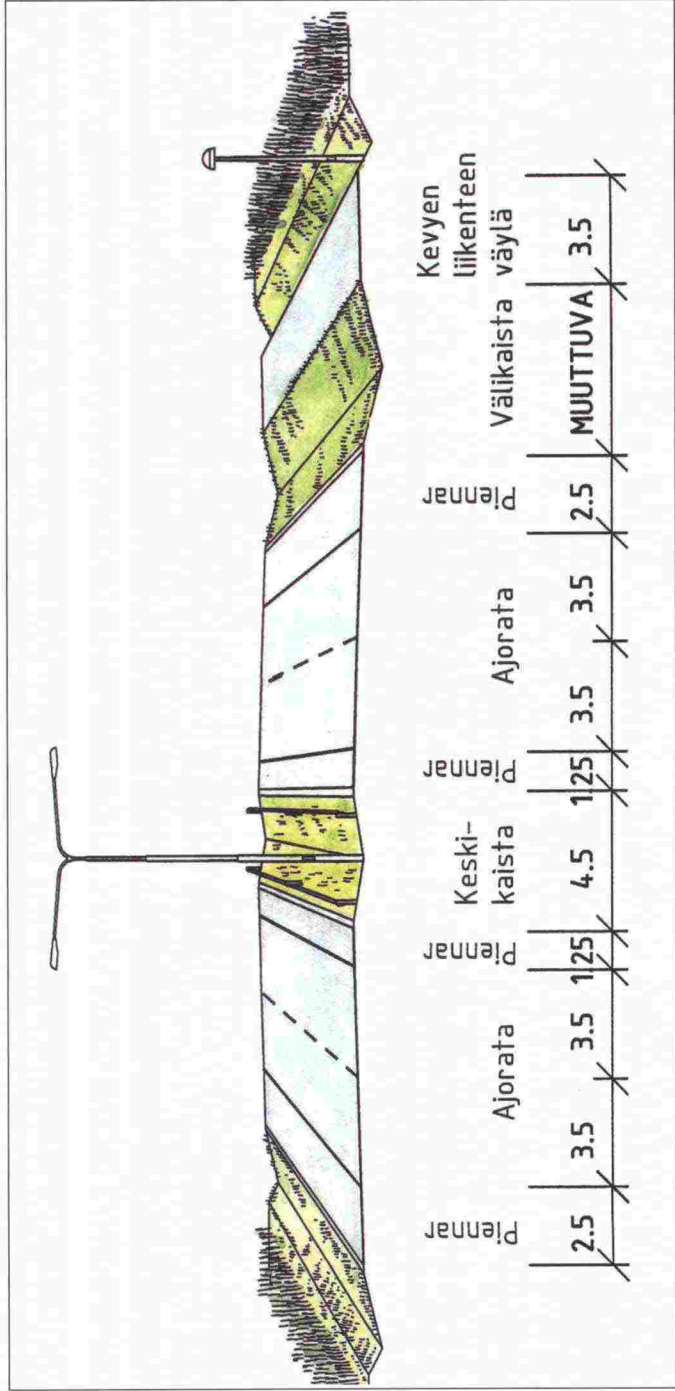 Piennar
Ajorata
Piennar
Keski-
kaista
Piennar
Ajorata
Piennar
Välikaista
Kevyen
liikenteen
väylä
2.5
3.5
3.5
1.25
4.5
1.25
3.5
3.5
2.5
MUUTTUVA
3.5